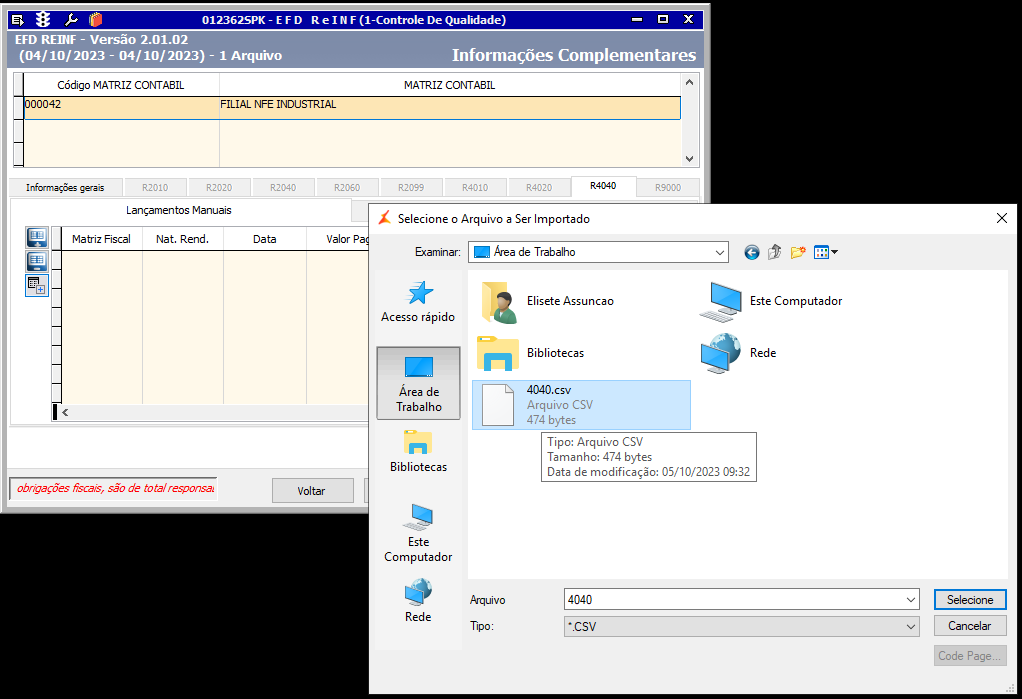 012362SPK - E F D  R e I N F (1-Controle De Qualidade)
EFD REINF - Versão 2.01.02
(04/10/2023 - 04/10/2023) - 1 Arquivo
Informações Complementares
Código MATRIZ CONTABIL
MATRIZ CONTABIL
000042
FILIAL NFE INDUSTRIAL
Informações gerais
R2010
R2020
R2040
R2060
R2099
R4010
R4020
R4040
R9000
Lançamentos Manuais
Matriz Fiscal
Nat. Rend.
Data
Valor Pag
obrigações fiscais, são de total responsa
Voltar
Selecione o Arquivo a Ser Importado
Examinar:
Área de Trabalho
Acesso rápido
Área de
Trabalho
Bibliotecas
Este
Computador
Rede
Elisete Assuncao
Este Computador
Bibliotecas
Rede
4040.csv
Arquivo CSV
474 bytes
Tipo: Arquivo CSV
Tamanho: 474 bytes
Data de modificação: 05/10/2023 09:32
Arquivo
4040
Selecione
Tipo:
*.CSV
Cancelar
Code Page...